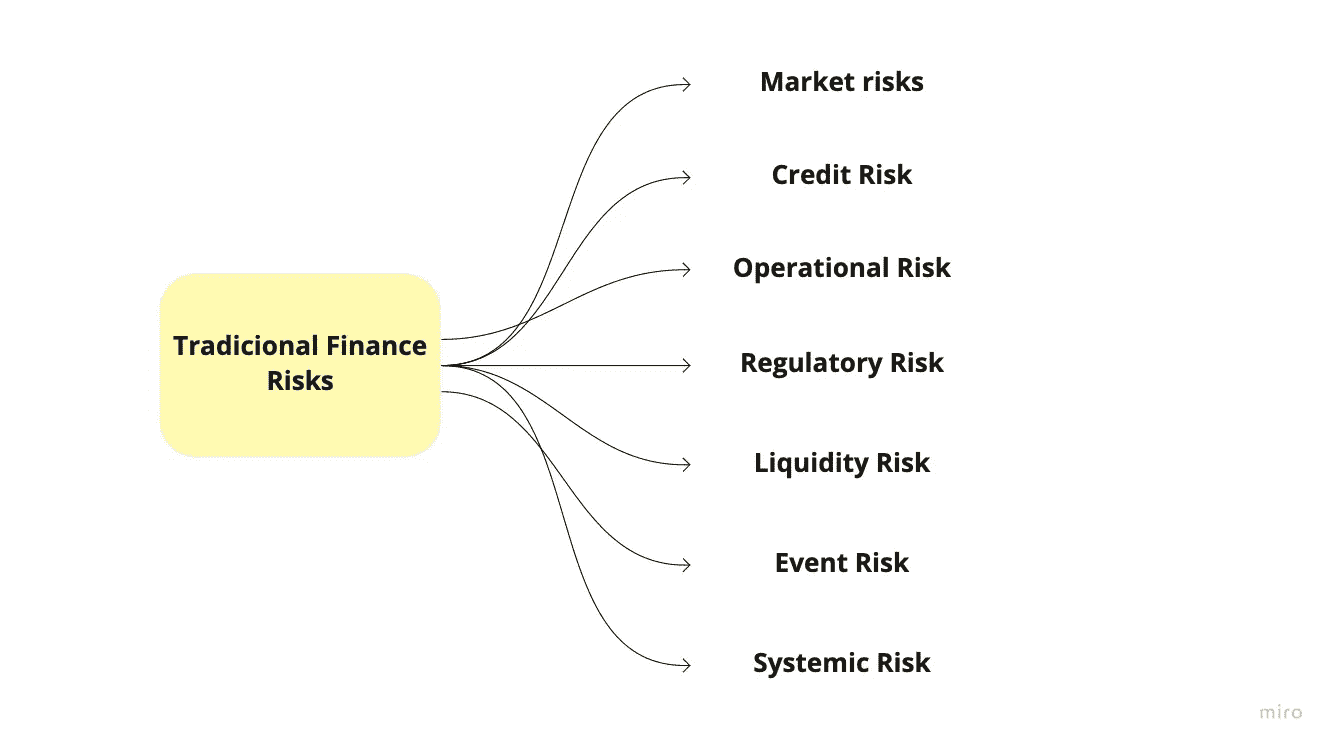 Market risks
Credit Risk
Operational Risk
Tradicional Finance
Risks
Regulatory Risk
Liquidity Risk
Event Risk
Systemic Risk
miro